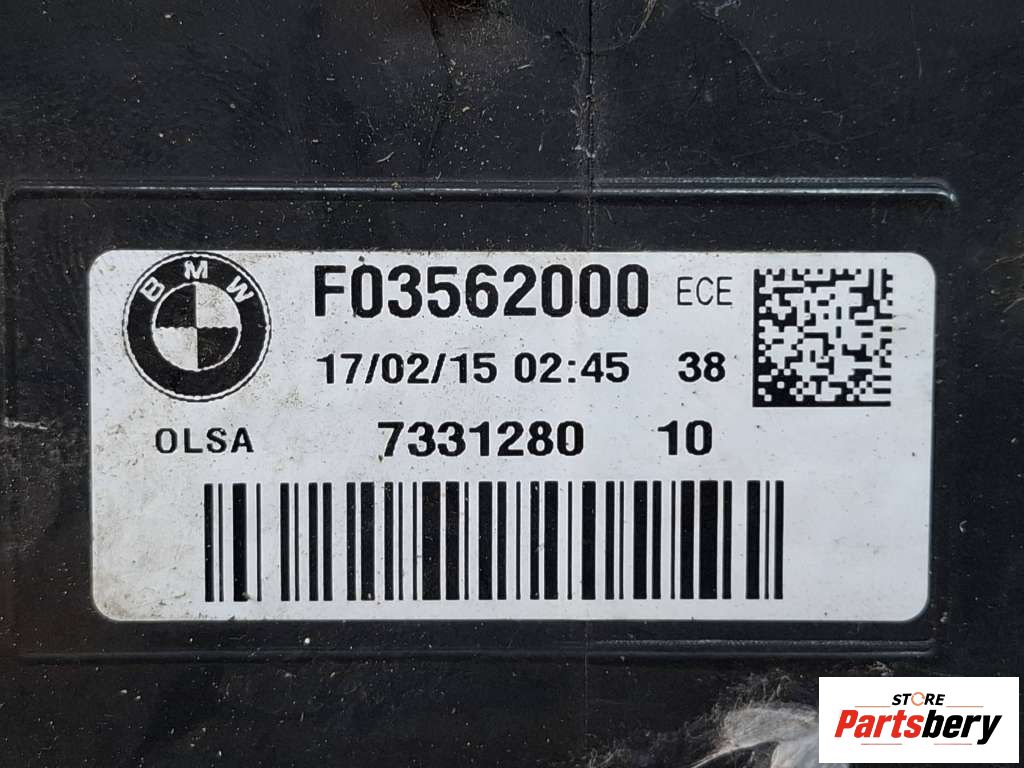 BMW
F03562000 ECE
17/02/15 02:45 38
OLSA 7331280 10
STORE
Partsbery